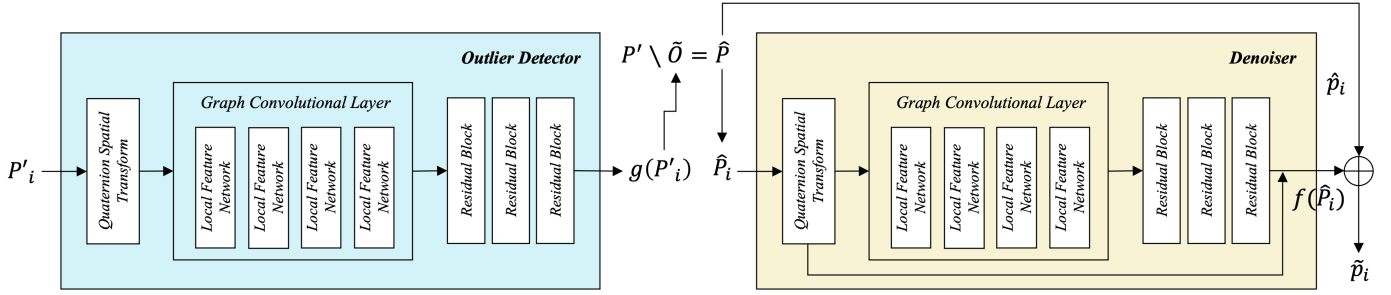 Outlier Detector
P'ᵢ
Quaternion Spatial
Transform
Graph Convolutional Layer
Local Feature
Network
Local Feature
Network
Local Feature
Network
Local Feature
Network
Residual Block
Residual Block
Residual Block
g(P'ᵢ)
P' \ Õ = P̂
P̂ᵢ
Denoiser
Quaternion Spatial
Transform
Graph Convolutional Layer
Local Feature
Network
Local Feature
Network
Local Feature
Network
Local Feature
Network
Residual Block
Residual Block
Residual Block
f(P̂ᵢ)
p̂ᵢ
p̃ᵢ